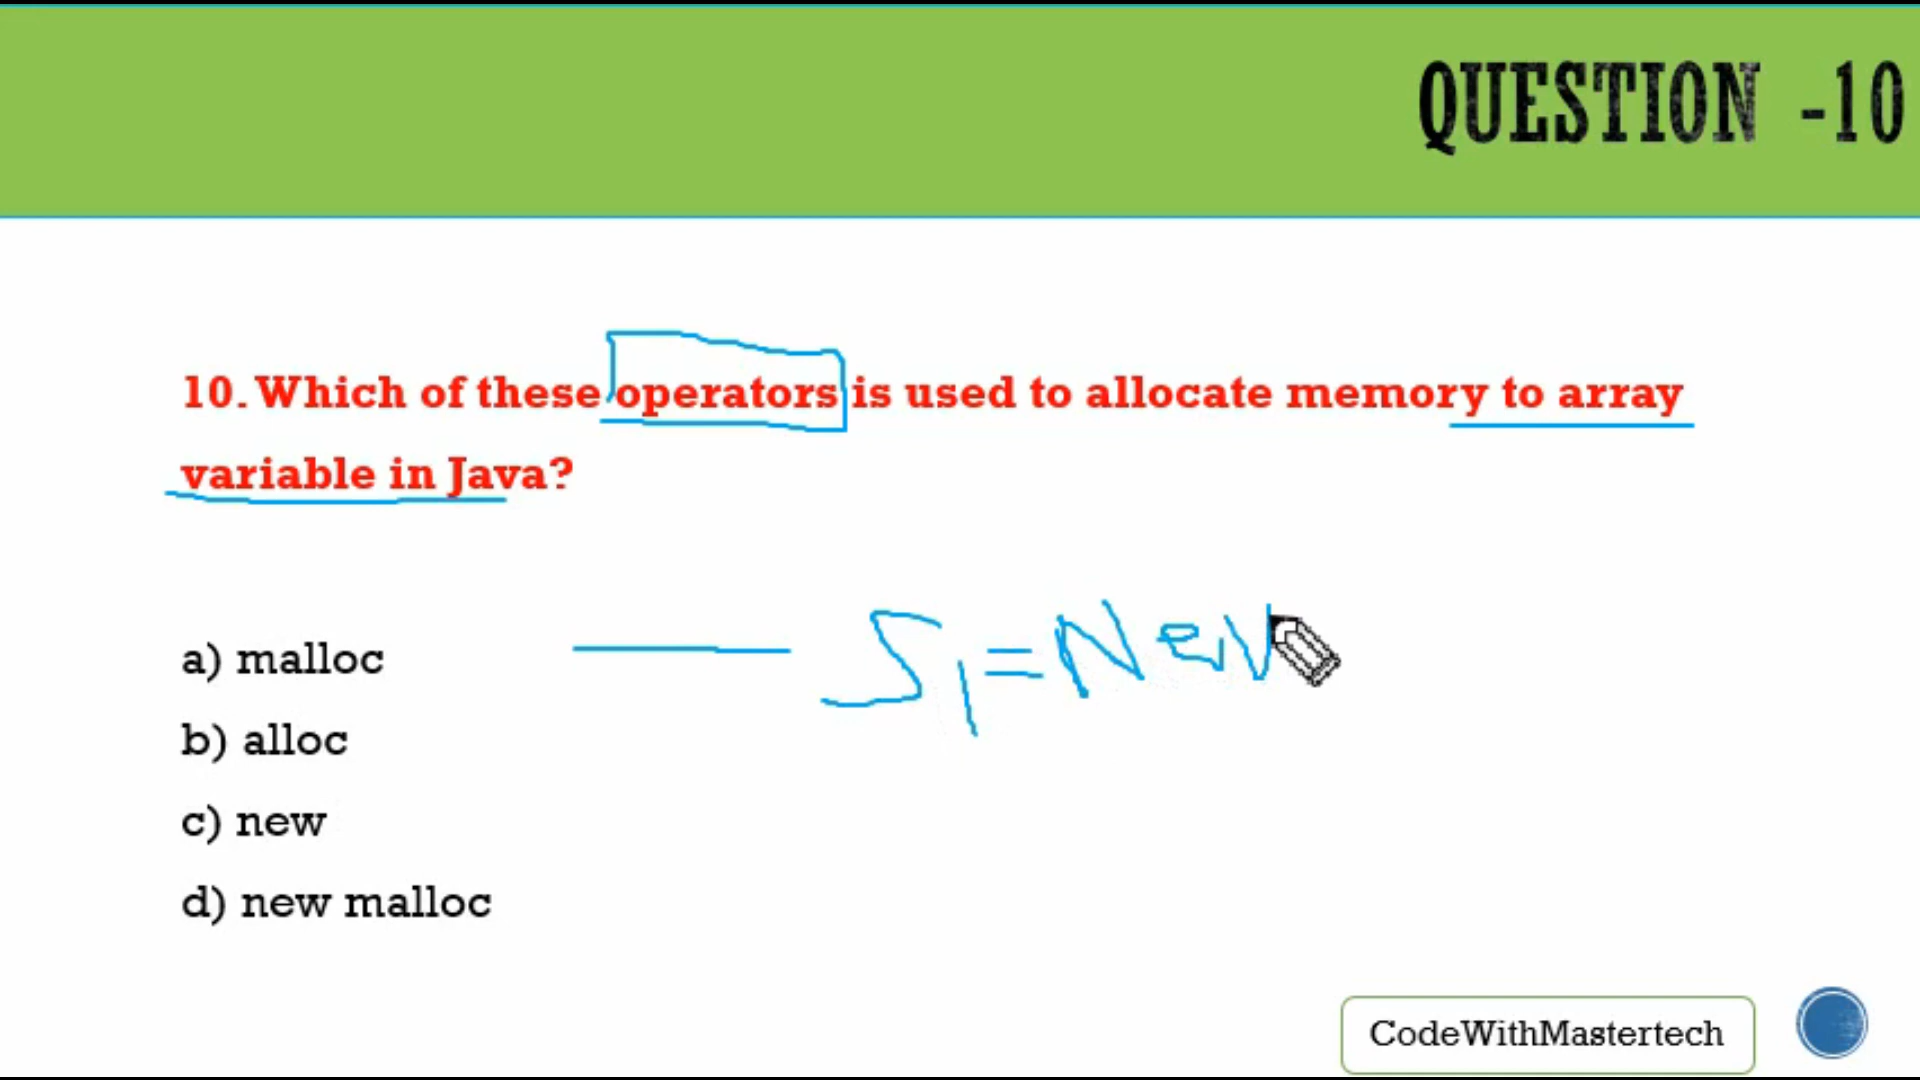 QUESTION -10
10. Which of these operators is used to allocate memory to array
variable in Java?
S1=New
a) malloc
b) alloc
c) new
d) new malloc
CodeWithMastertech